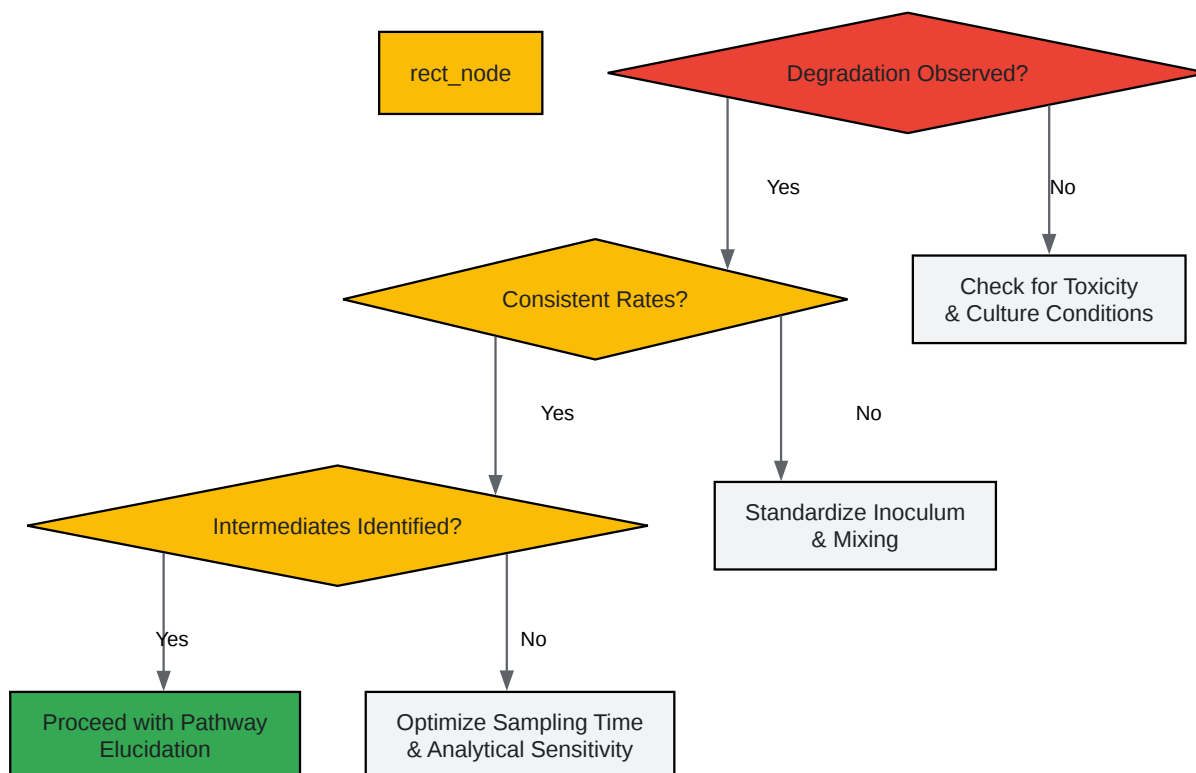 rect_node
Degradation Observed?
Yes
No
Consistent Rates?
Check for Toxicity
& Culture Conditions
Yes
No
Intermediates Identified?
Standardize Inoculum
& Mixing
Yes
No
Proceed with Pathway
Elucidation
Optimize Sampling Time
& Analytical Sensitivity